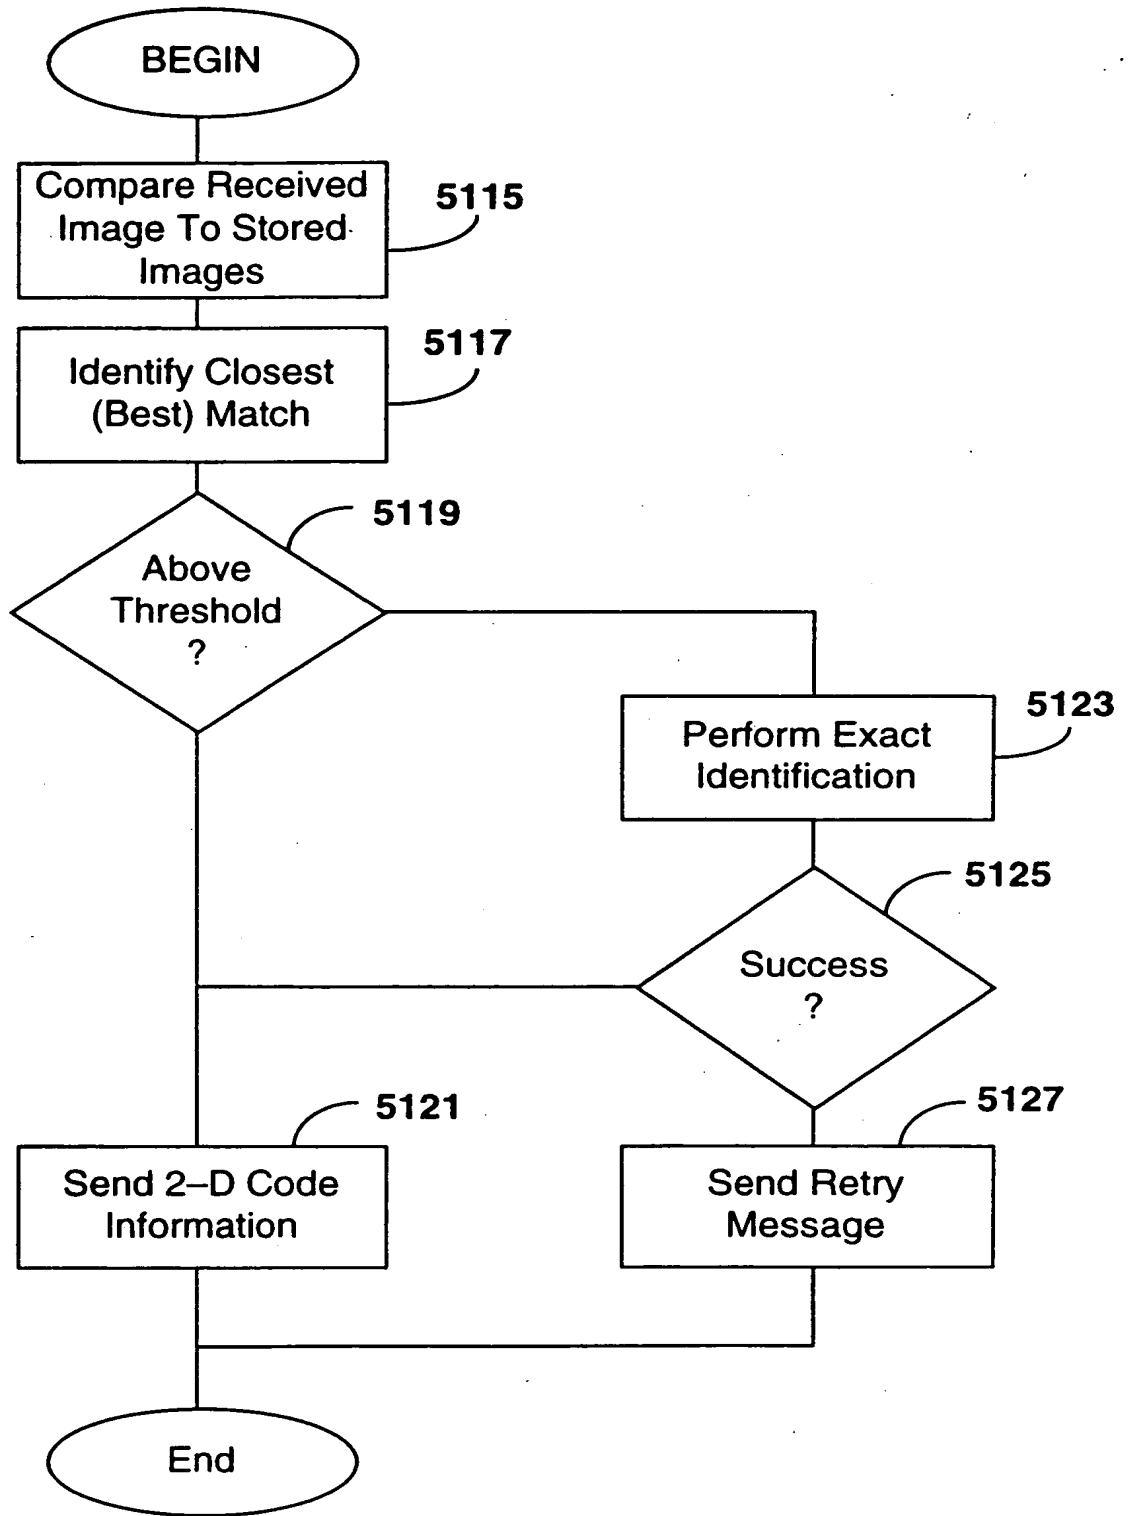 BEGIN
Compare Received
Image To Stored
Images
5115
Identify Closest
(Best) Match
5117
Above
Threshold
?
5119
Perform Exact
Identification
5123
Success
?
5125
Send 2–D Code
Information
5121
Send Retry
Message
5127
End